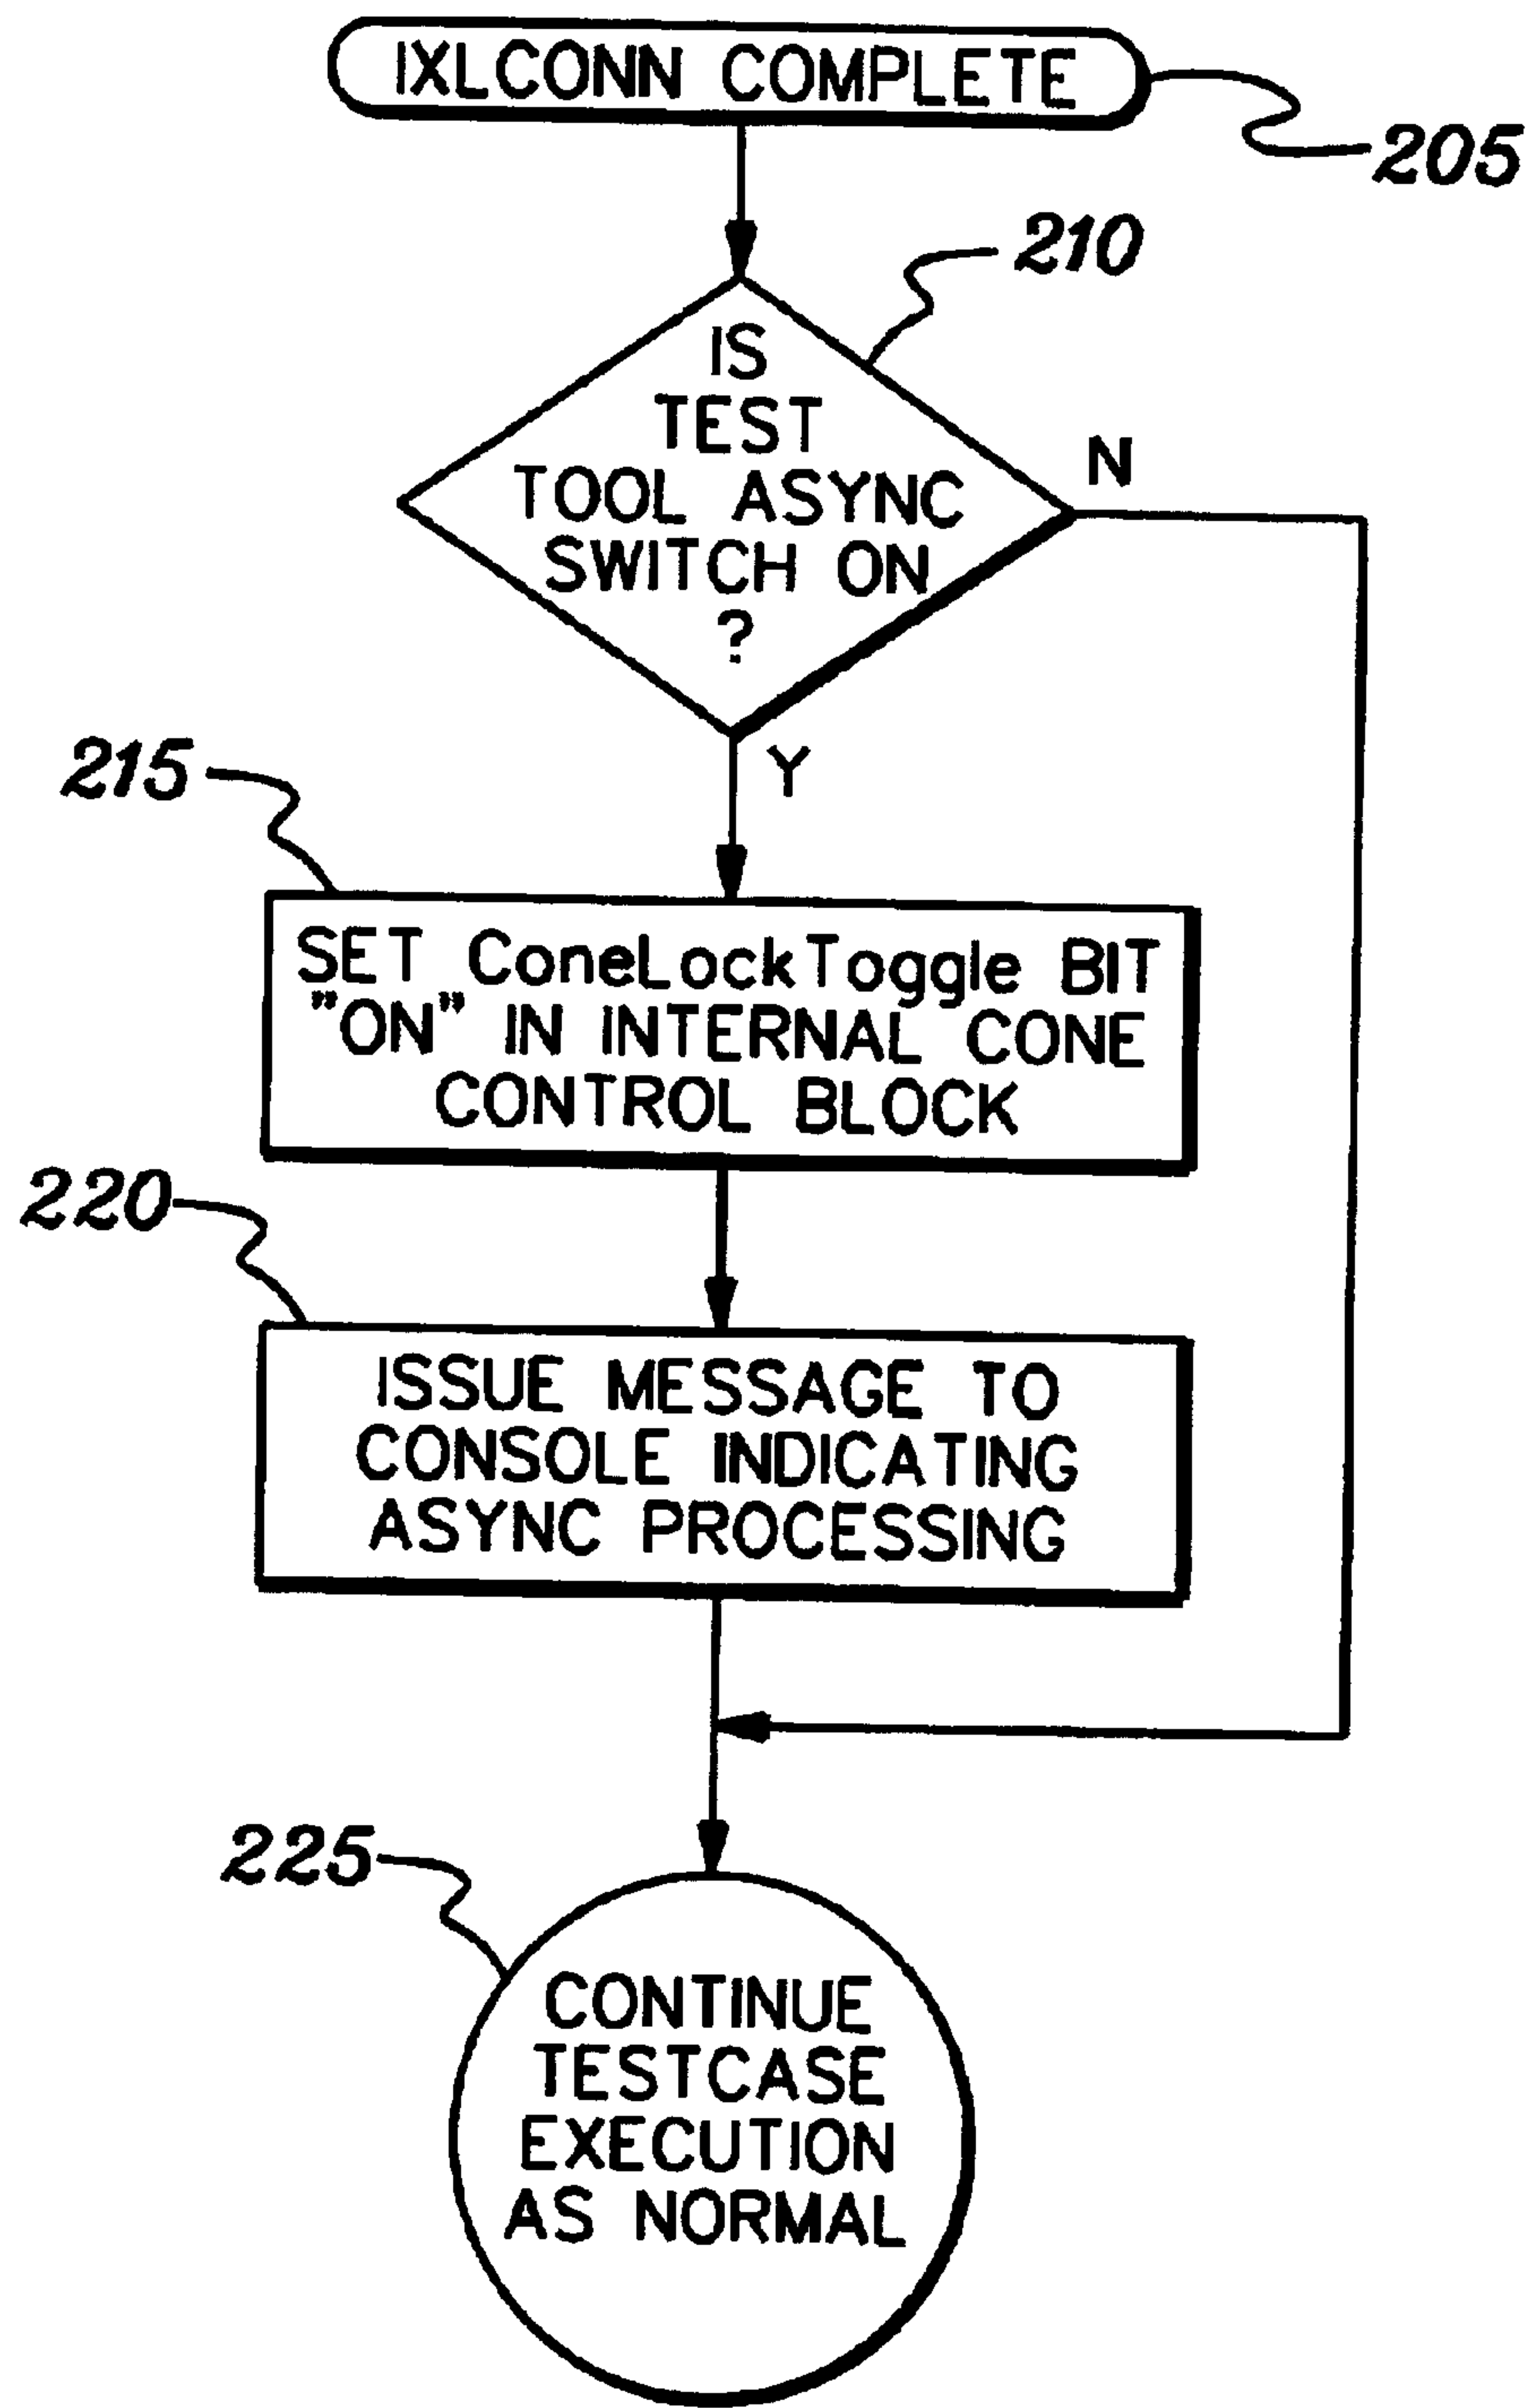 IXLCONN COMPLETE
205
210
IS
TEST
TOOL ASYNC
SWITCH ON
?
N
Y
215
SET ConeLockToggle BIT
"ON" IN INTERNAL CONE
CONTROL BLOCK
220
ISSUE MESSAGE TO
CONSOLE INDICATING
ASYNC PROCESSING
225
CONTINUE
TESTCASE
EXECUTION
AS NORMAL